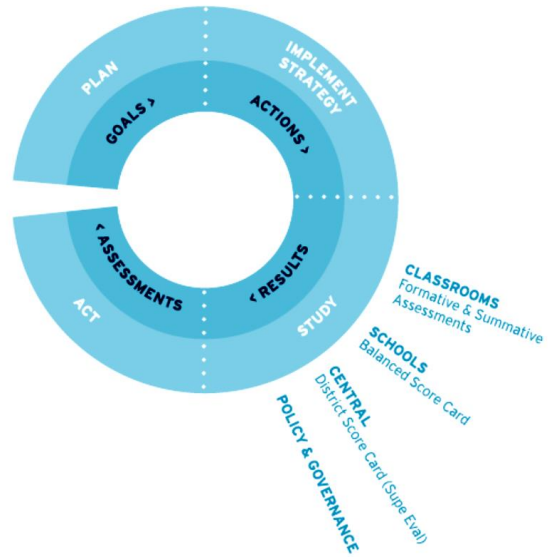 PLAN
GOALS >
IMPLEMENT
STRATEGY
ACTIONS >
< RESULTS
STUDY
< ASSESSMENTS
ACT
CLASSROOMS
Formative & Summative
Assessments
SCHOOLS
Balanced Score Card
CENTRAL
District Score Card (Supe Eval)
POLICY & GOVERNANCE